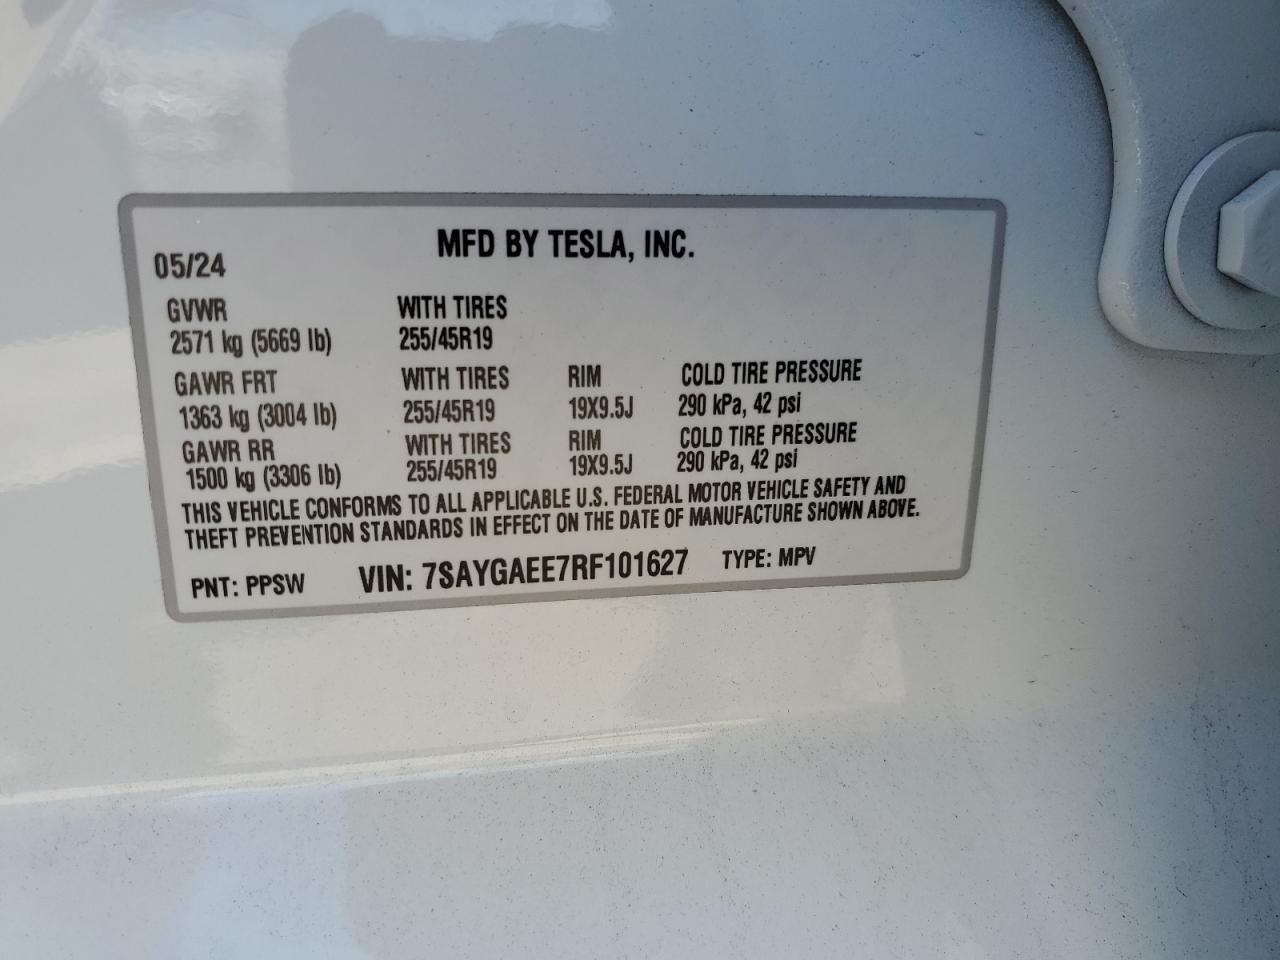 MFD BY TESLA, INC.
05/24
GVWR WITH TIRES
2571 kg (5669 lb) 255/45R19
GAWR FRT WITH TIRES RIM COLD TIRE PRESSURE
1363 kg (3004 lb) 255/45R19 19X9.5J 290 kPa, 42 psi
GAWR RR WITH TIRES RIM COLD TIRE PRESSURE
1500 kg (3306 lb) 255/45R19 19X9.5J 290 kPa, 42 psi
THIS VEHICLE CONFORMS TO ALL APPLICABLE U.S. FEDERAL MOTOR VEHICLE SAFETY AND
THEFT PREVENTION STANDARDS IN EFFECT ON THE DATE OF MANUFACTURE SHOWN ABOVE.
PNT: PPSW VIN: 7SAYGAEE7RF101627 TYPE: MPV